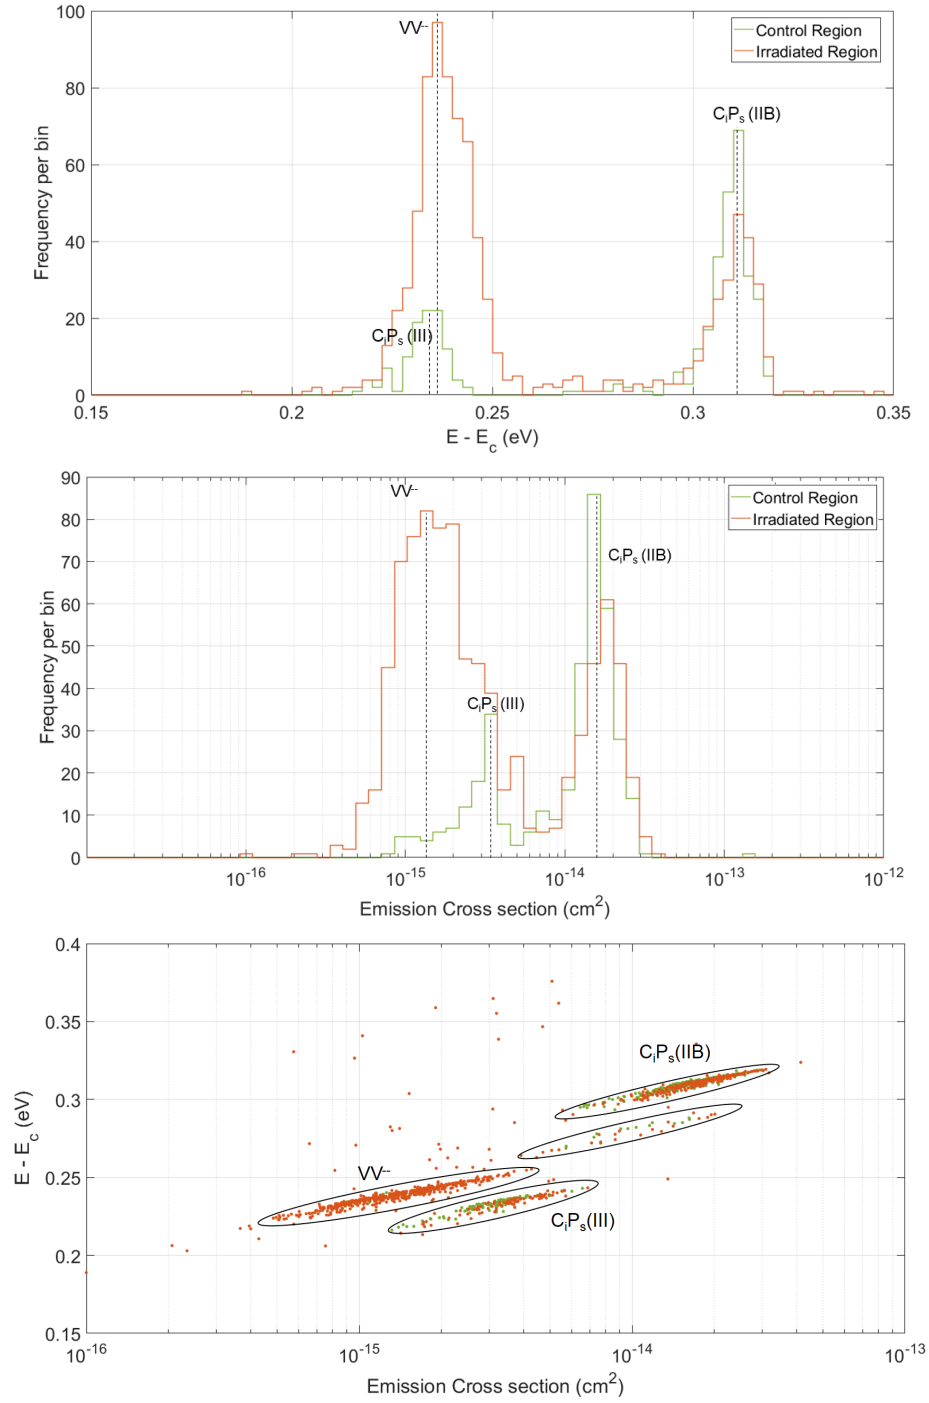 100
80
60
40
20
0
Frequency per bin
VV--
CiPs (III)
CiPs (IIB)
Control Region
Irradiated Region
0.15 0.2 0.25 0.3 0.35
E - Ec (eV)
90
80
70
60
50
40
30
20
10
0
Frequency per bin
VV--
CiPs (III)
CiPs (IIB)
Control Region
Irradiated Region
10-16 10-15 10-14 10-13 10-12
Emission Cross section (cm2)
0.4
0.35
0.3
0.25
0.2
0.15
E - Ec (eV)
CiPs(IIB)
VV--
CiPs(III)
10-16 10-15 10-14 10-13
Emission Cross section (cm2)